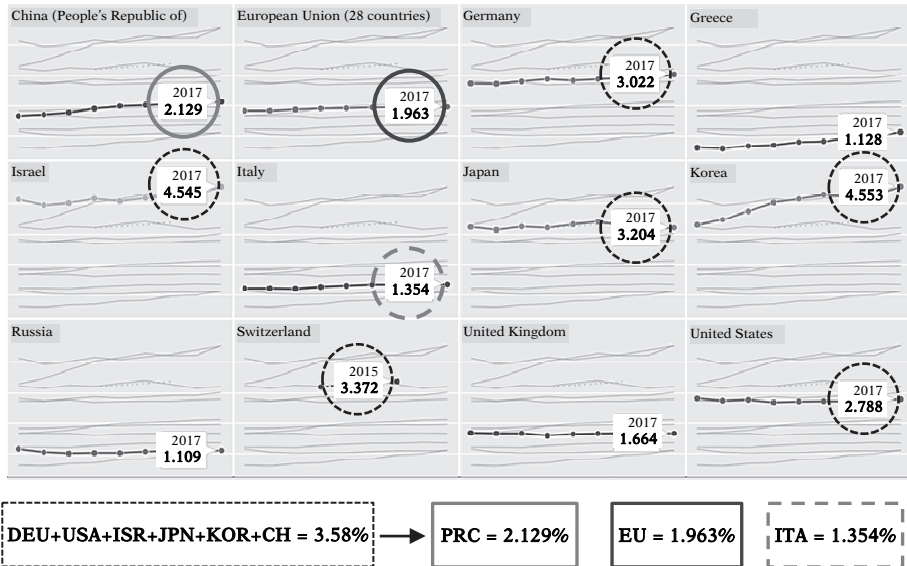 China (People's Republic of)
2017
2.129
European Union (28 countries)
2017
1.963
Germany
2017
3.022
Greece
2017
1.128
Israel
2017
4.545
Italy
2017
1.354
Japan
2017
3.204
Korea
2017
4.553
Russia
2017
1.109
Switzerland
2015
3.372
United Kingdom
2017
1.664
United States
2017
2.788
DEU+USA+ISR+JPN+KOR+CH = 3.58%
PRC = 2.129%
EU = 1.963%
ITA = 1.354%